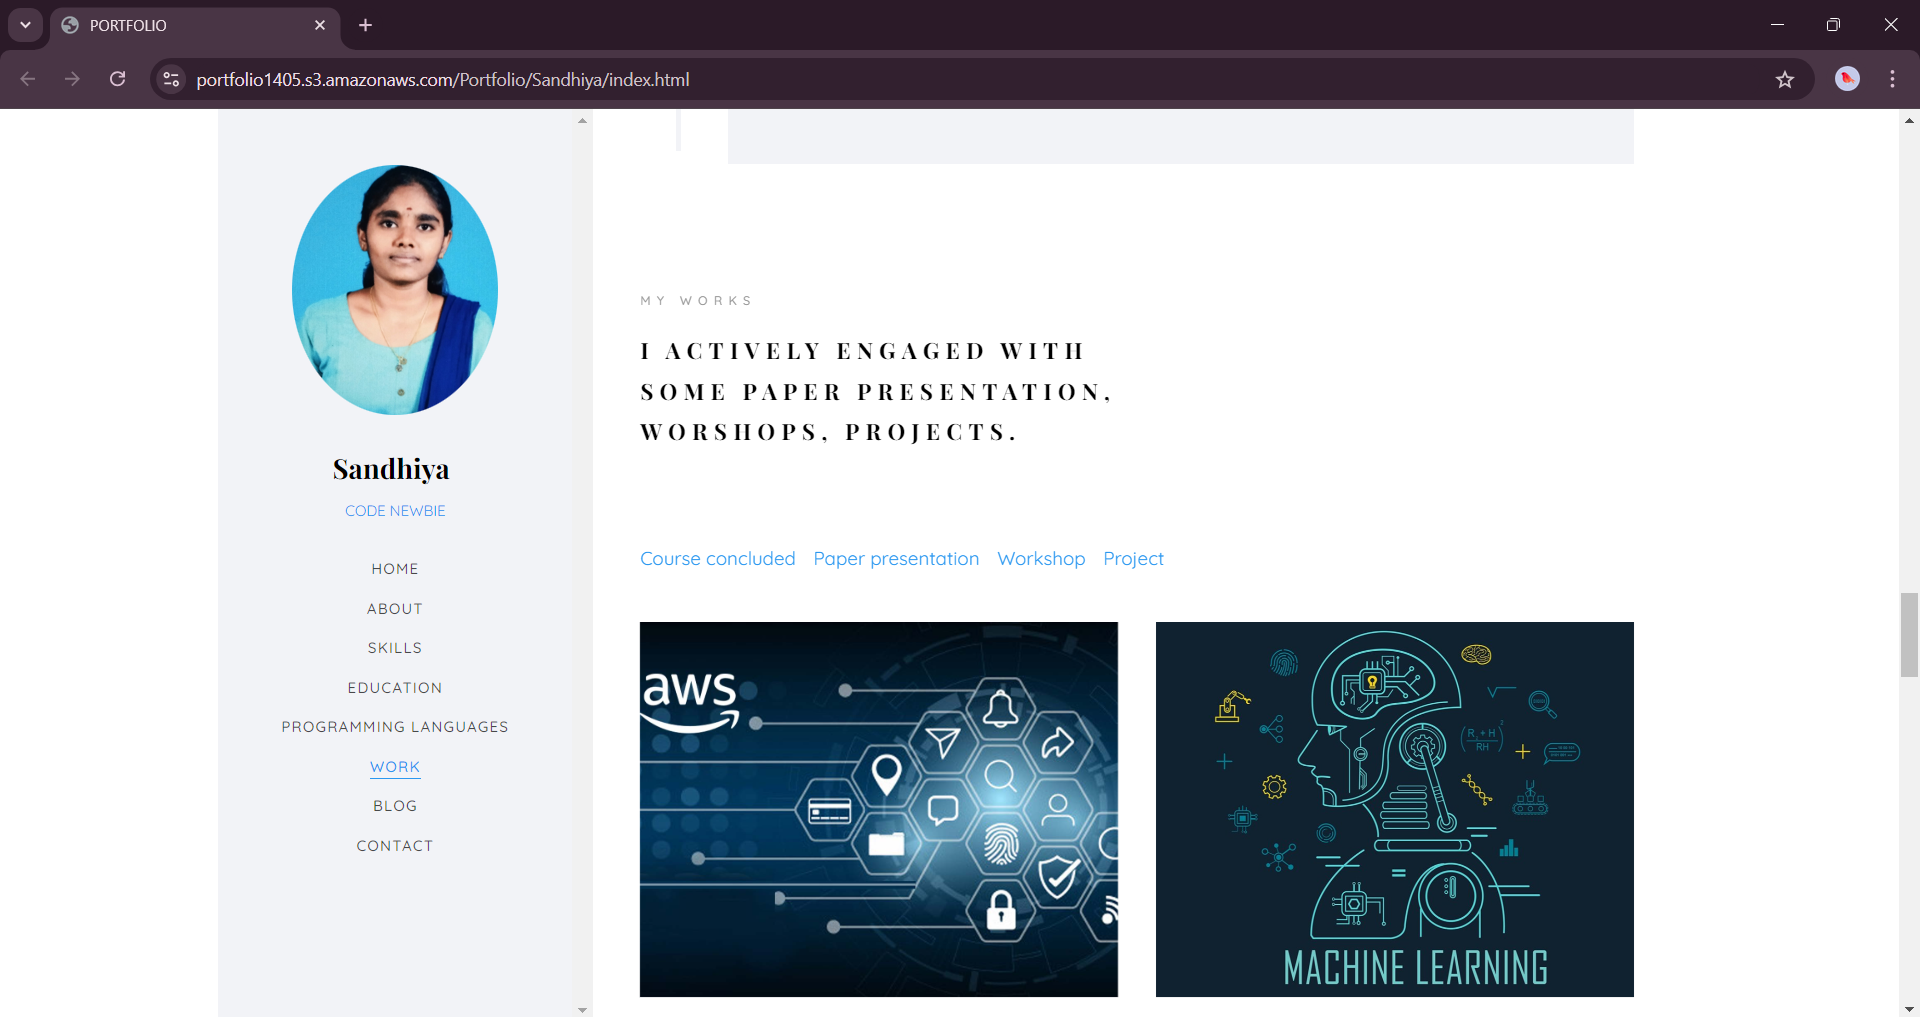 PORTFOLIO
portfolio1405.s3.amazonaws.com/Portfolio/Sandhiya/index.html
Sandhiya
CODE NEWBIE
HOME
ABOUT
SKILLS
EDUCATION
PROGRAMMING LANGUAGES
WORK
BLOG
CONTACT
MY WORKS
I ACTIVELY ENGAGED WITH
SOME PAPER PRESENTATION,
WORSHOPS, PROJECTS.
Course concluded Paper presentation Workshop Project
aws
MACHINE LEARNING